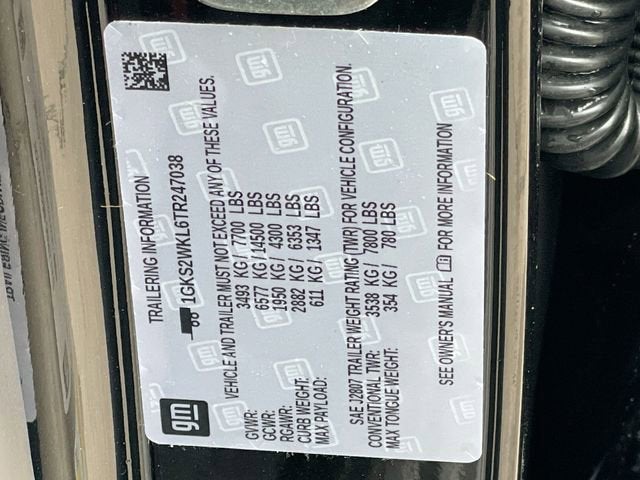 gm
TRAILERING INFORMATION
1GKS2WKL6TR247038
VEHICLE AND TRAILER MUST NOT EXCEED ANY OF THESE VALUES.
GVWR: 3493 KG / 7700 LBS
GCWR: 6577 KG / 14500 LBS
RGAWR: 1950 KG / 4300 LBS
CURB WEIGHT: 2882 KG / 6353 LBS
MAX PAYLOAD: 611 KG / 1347 LBS
SAE J2807 TRAILER WEIGHT RATING (TWR) FOR VEHICLE CONFIGURATION.
CONVENTIONAL TWR: 3538 KG / 7800 LBS
MAX TONGUE WEIGHT: 354 KG / 780 LBS
SEE OWNER'S MANUAL FOR MORE INFORMATION